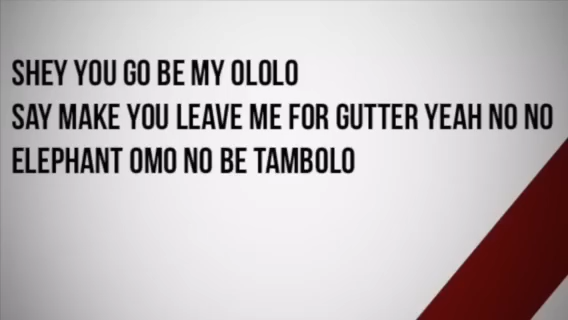 SHEY YOU GO BE MY OLOLO
SAY MAKE YOU LEAVE ME FOR GUTTER YEAH NO NO
ELEPHANT OMO NO BE TAMBOLO